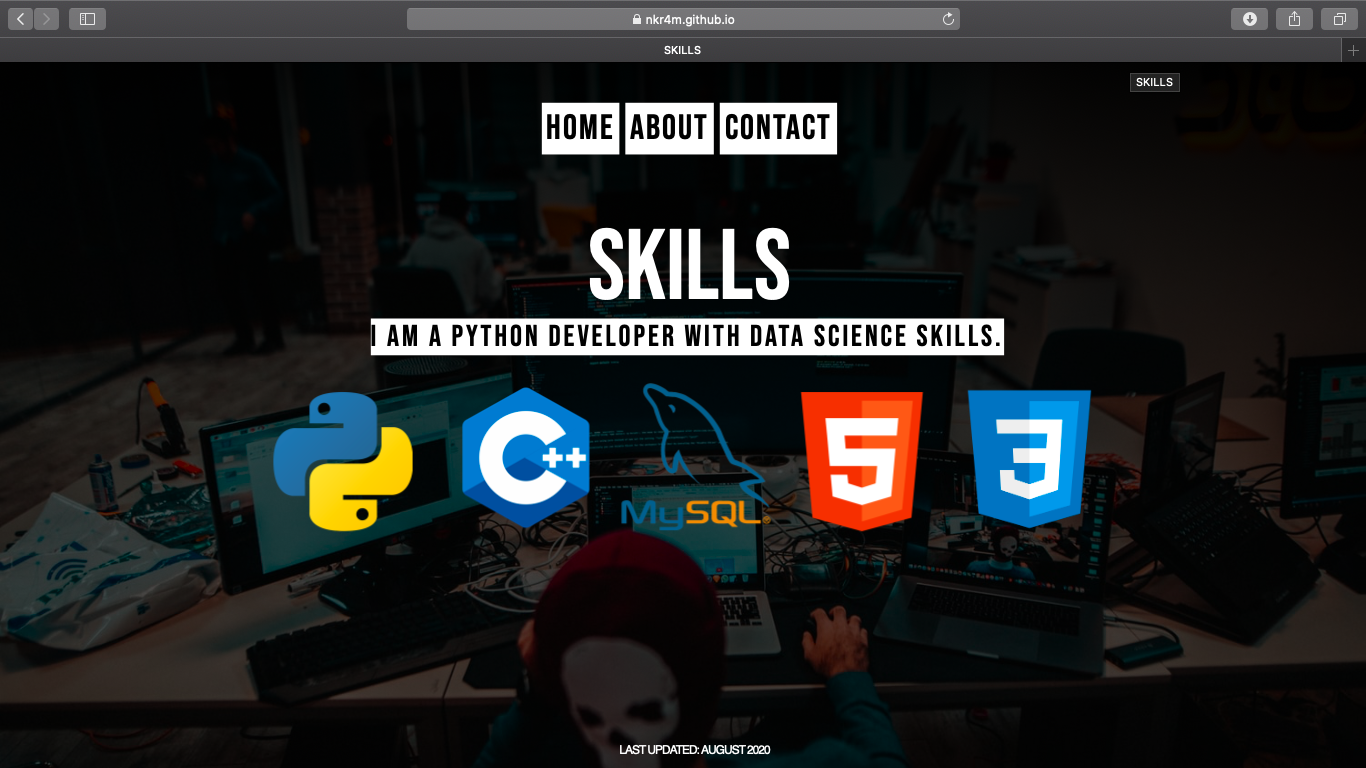 nkr4m.github.io
SKILLS
SKILLS
HOME ABOUT CONTACT
SKILLS
I AM A PYTHON DEVELOPER WITH DATA SCIENCE SKILLS.
C++
MySQL®
5
3
LAST UPDATED: AUGUST 2020